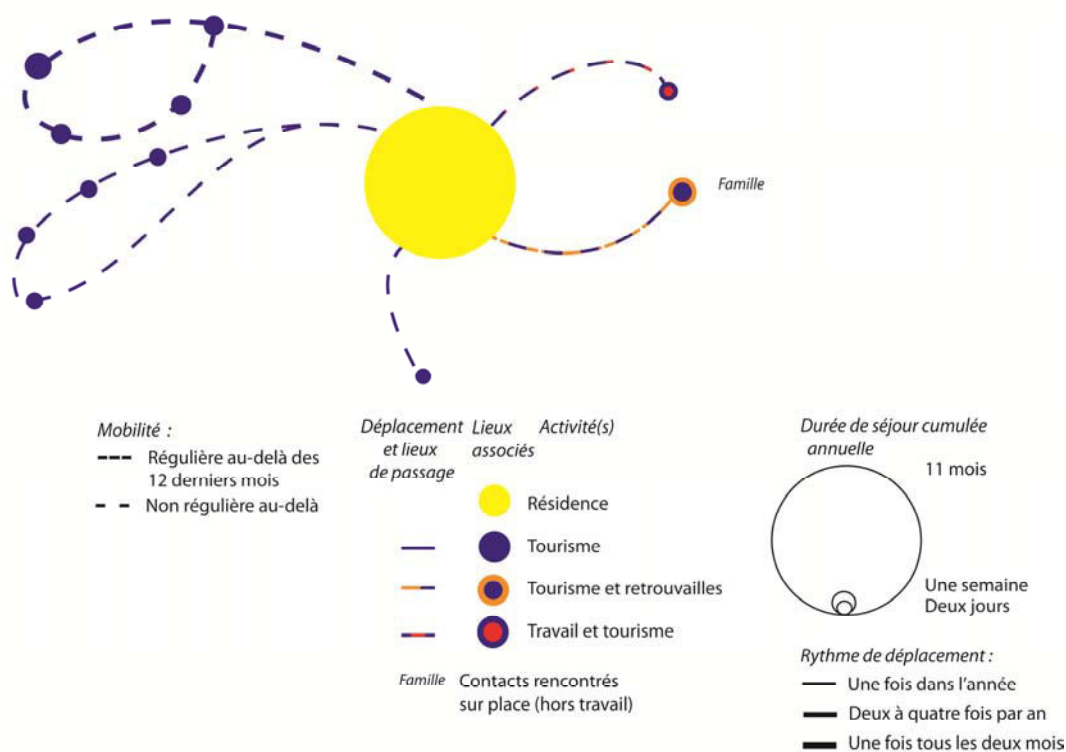 Famille
Mobilité :
Régulière au-delà des
12 derniers mois
Non régulière au-delà
Déplacement
et lieux
de passage
Lieux
associés
Activité(s)
Résidence
Tourisme
Tourisme et retrouvailles
Travail et tourisme
Famille
Contacts rencontrés
sur place (hors travail)
Durée de séjour cumulée
annuelle
11 mois
Une semaine
Deux jours
Rythme de déplacement :
Une fois dans l'année
Deux à quatre fois par an
Une fois tous les deux mois